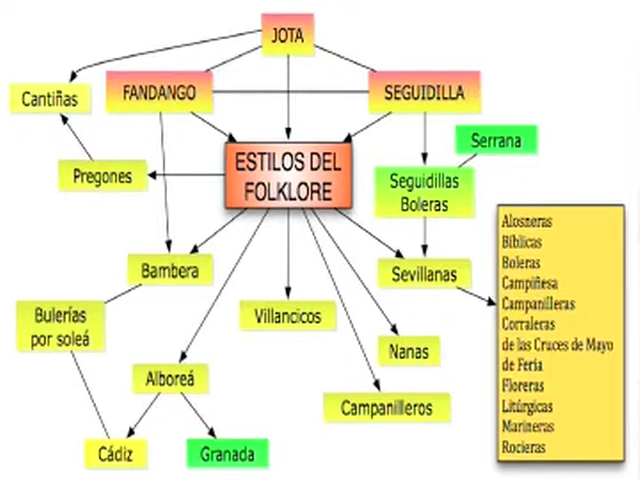 JOTA
Cantiñas
FANDANGO
SEGUIDILLA
Serrana
Pregones
ESTILOS DEL
FOLKLORE
Seguidillas
Boleras
Bambera
Sevillanas
Bulerías
por soleá
Villancicos
Nanas
Alboreá
Campanilleros
Cádiz
Granada
Alosneras
Bíblicas
Boleras
Campiñesa
Campanilleras
Corraleras
de las Cruces de Mayo
de Feria
Floreras
Litúrgicas
Marineras
Rocieras